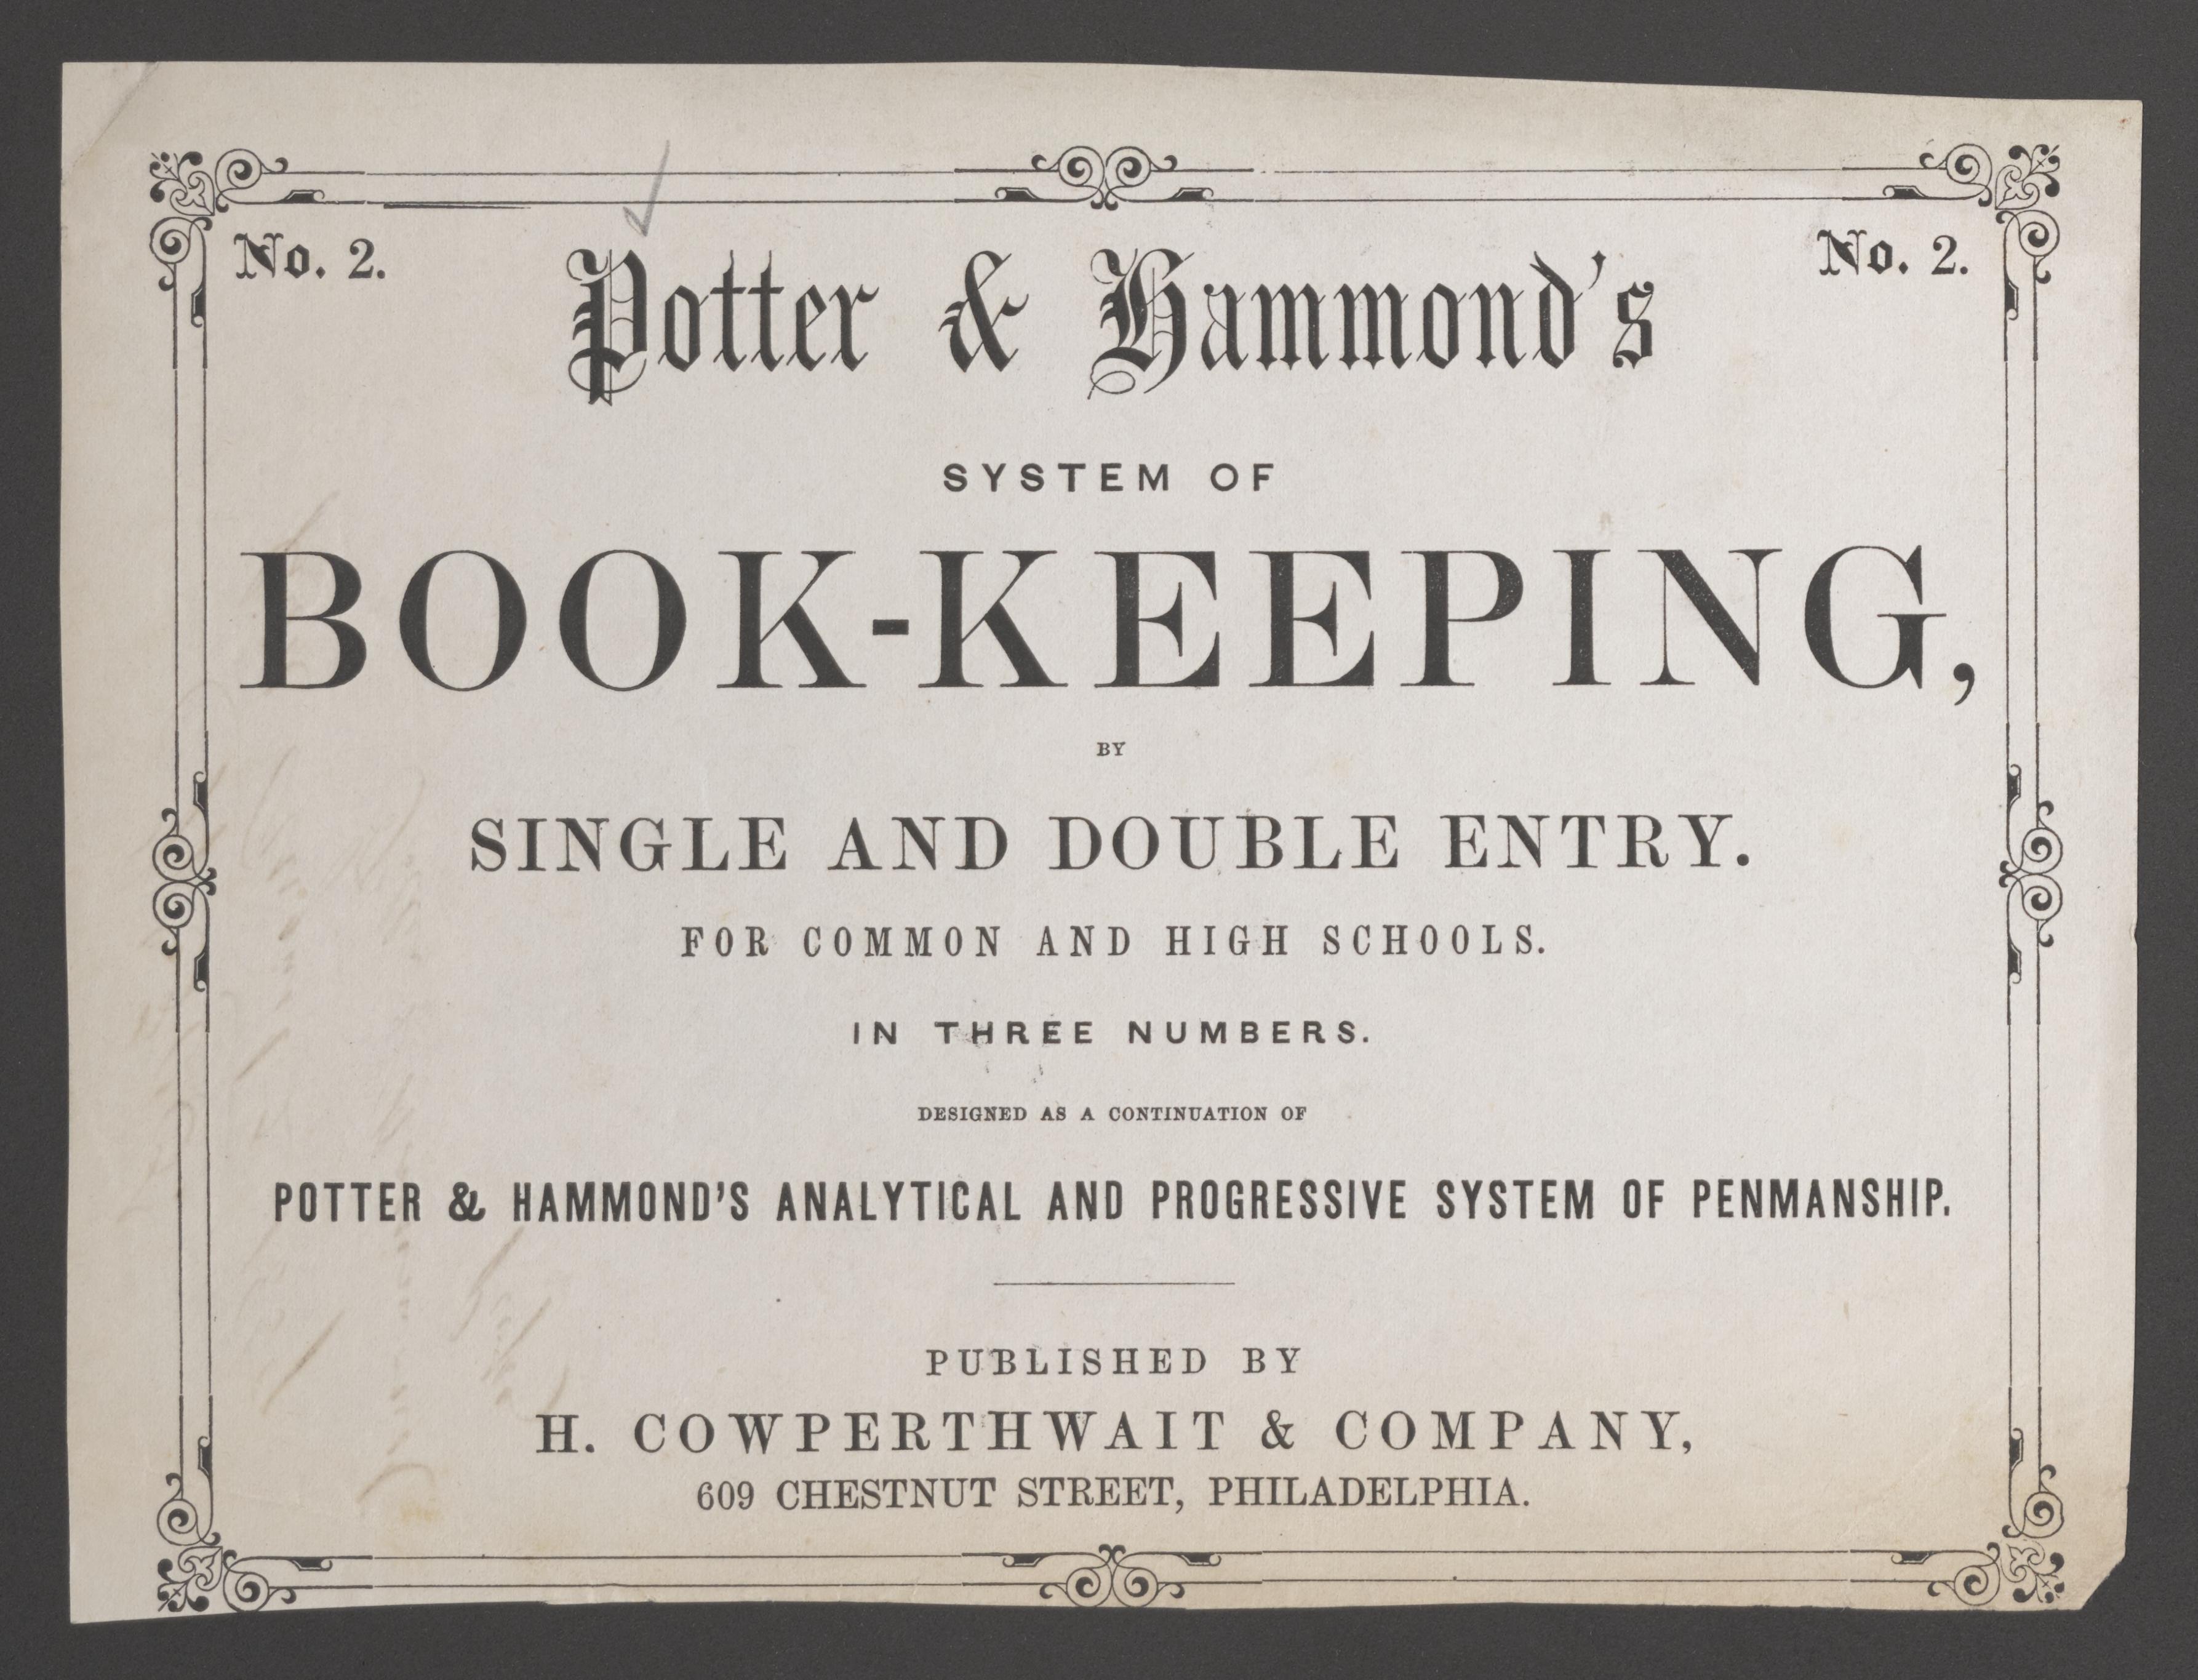 No. 2. No. 2.
Potter & Hammond's
SYSTEM OF
BOOK-KEEPING,
BY
SINGLE AND DOUBLE ENTRY.
FOR COMMON AND HIGH SCHOOLS.
IN THREE NUMBERS.
DESIGNED AS A CONTINUATION OF
POTTER & HAMMOND'S ANALYTICAL AND PROGRESSIVE SYSTEM OF PENMANSHIP.
PUBLISHED BY
H. COWPERTHWAIT & COMPANY,
609 CHESTNUT STREET, PHILADELPHIA.